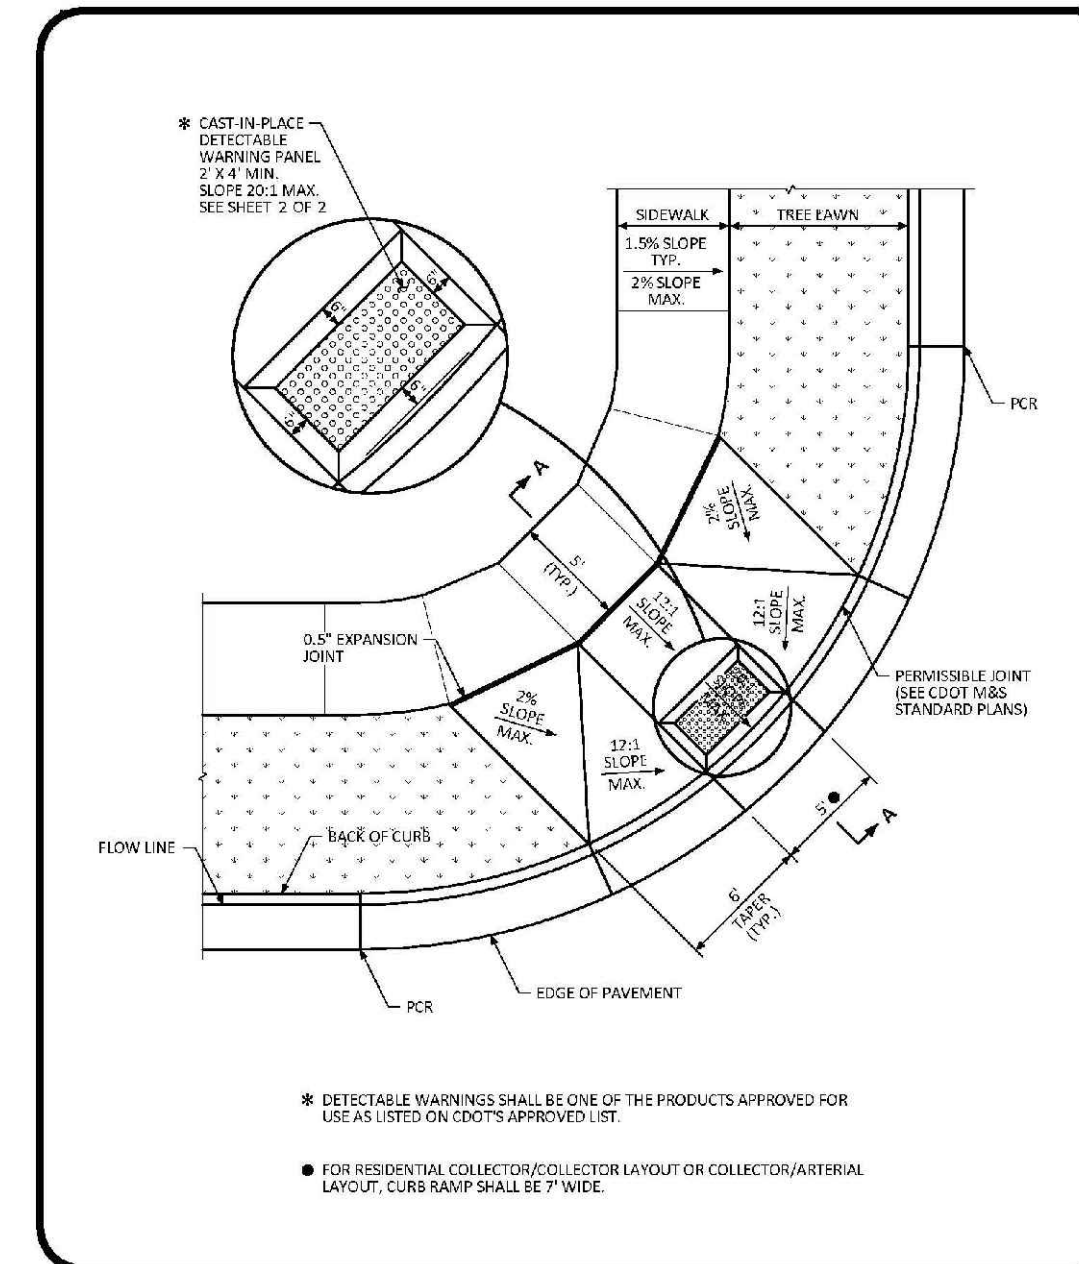 * CAST-IN-PLACE
DETECTABLE
WARNING PANEL
2' X 4' MIN.
SLOPE 20:1 MAX.
SEE SHEET 2 OF 2
6"
6"
6"
6"
SIDEWALK
TREE LAWN
1.5% SLOPE
TYP.
2% SLOPE
MAX.
PCR
A
2%
SLOPE
MAX.
5'
(TYP.)
12:1
SLOPE
MAX.
12:1
SLOPE
MAX.
0.5" EXPANSION
JOINT
PERMISSIBLE JOINT
(SEE CDOT M&S
STANDARD PLANS)
2%
SLOPE
MAX.
12:1
SLOPE
MAX.
5' ●
A
BACK OF CURB
FLOW LINE
6'
TAPER
(TYP.)
EDGE OF PAVEMENT
PCR
* DETECTABLE WARNINGS SHALL BE ONE OF THE PRODUCTS APPROVED FOR
USE AS LISTED ON CDOT'S APPROVED LIST.
● FOR RESIDENTIAL COLLECTOR/COLLECTOR LAYOUT OR COLLECTOR/ARTERIAL
LAYOUT, CURB RAMP SHALL BE 7' WIDE.